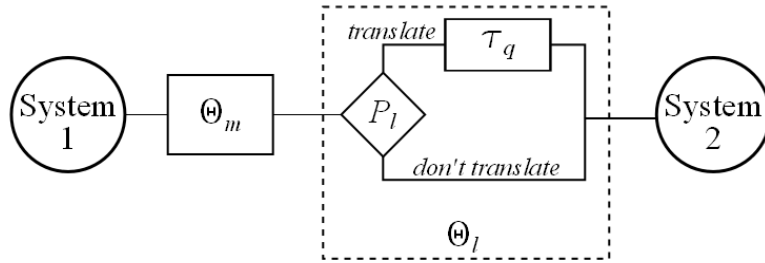 translate
τq
System
1
Θm
Pl
System
2
don't translate
Θl